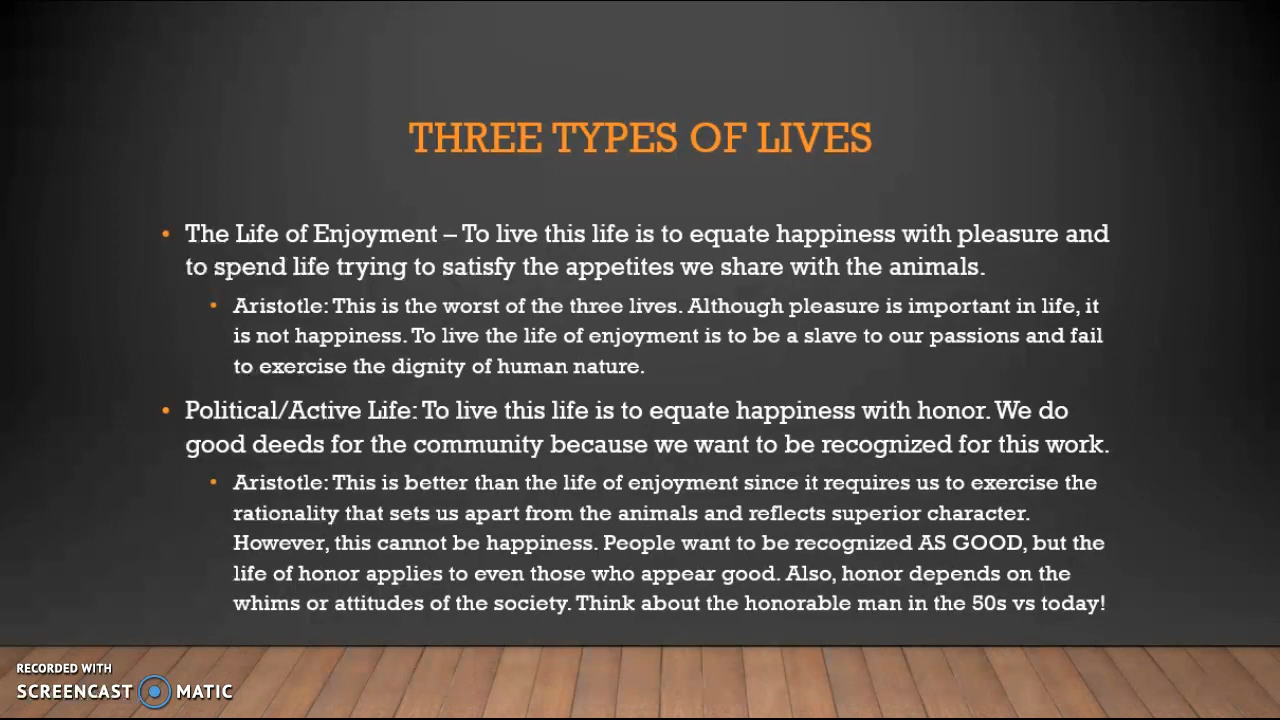 THREE TYPES OF LIVES
• The Life of Enjoyment – To live this life is to equate happiness with pleasure and
to spend life trying to satisfy the appetites we share with the animals.
• Aristotle: This is the worst of the three lives. Although pleasure is important in life, it
is not happiness. To live the life of enjoyment is to be a slave to our passions and fail
to exercise the dignity of human nature.
• Political/Active Life: To live this life is to equate happiness with honor. We do
good deeds for the community because we want to be recognized for this work.
• Aristotle: This is better than the life of enjoyment since it requires us to exercise the
rationality that sets us apart from the animals and reflects superior character.
However, this cannot be happiness. People want to be recognized AS GOOD, but the
life of honor applies to even those who appear good. Also, honor depends on the
whims or attitudes of the society. Think about the honorable man in the 50s vs today!
RECORDED WITH
SCREENCAST MATIC